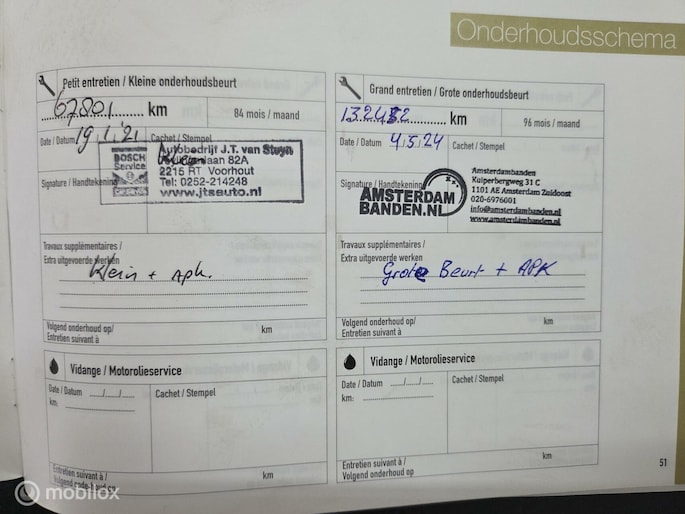 Onderhoudsschema
Petit entretien / Kleine onderhoudsbeurt
67801 km
84 mois / maand
Date / Datum 19.1.'21
Cachet / Stempel
BOSCH
Service
Autobedrijf J.T. van Stuyn
laan 82A
2215 RT Voorhout
Tel: 0252-214248
www.jtsauto.nl
Signature / Handtekening
Travaux supplémentaires /
Extra uitgevoerde werken
Klein + apk.
Volgend onderhoud op/
Entretien suivant à
km
Grand entretien / Grote onderhoudsbeurt
km
96 mois / maand
Date / Datum 4.5.24
Cachet / Stempel
Signature / Handtekening
AMSTERDAM
BANDEN.NL
Amsterdambanden
Kuiperbergweg 31 C
1101 AE Amsterdam Zuidoost
020-6976001
info@amsterdambanden.nl
www.amsterdambanden.nl
Travaux supplémentaires /
Extra uitgevoerde werken
Grote Beurt + APK
Volgend onderhoud op/
Entretien suivant à
km
Vidange / Motorolieservice
Date / Datum ..../..../....
km:
Cachet / Stempel
Entretien suivant à /
Volgend onderhoud op
km
Vidange / Motorolieservice
Date / Datum ..../..../....
km:
Cachet / Stempel
Entretien suivant à /
Volgend onderhoud op
km
51
mobilox